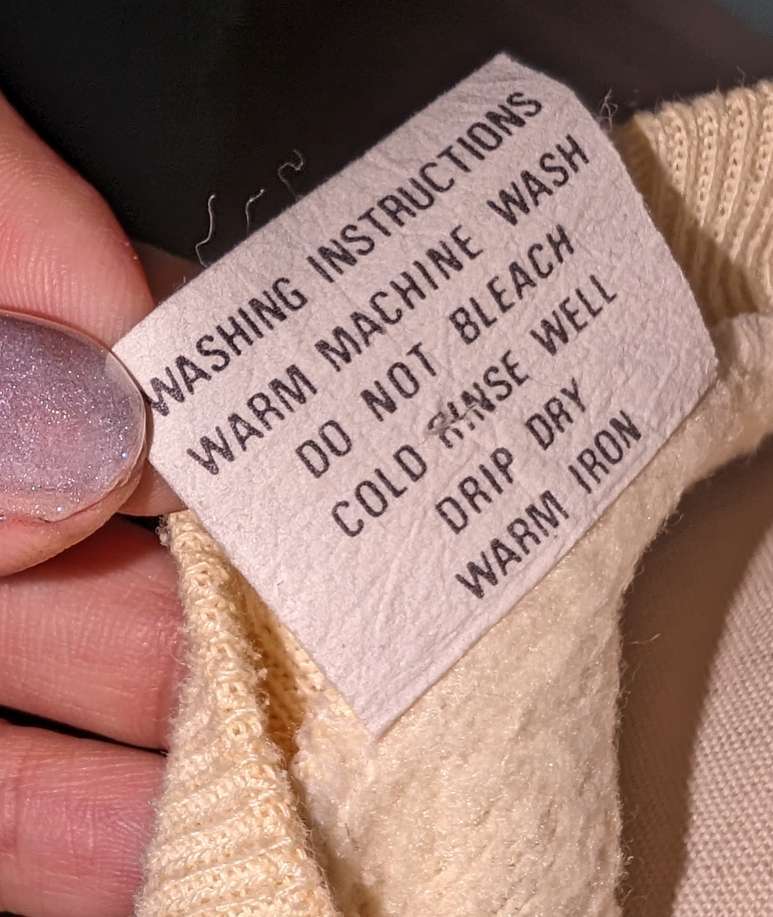 WASHING INSTRUCTIONS
WARM MACHINE WASH
DO NOT BLEACH
COLD RINSE WELL
DRIP DRY
WARM IRON